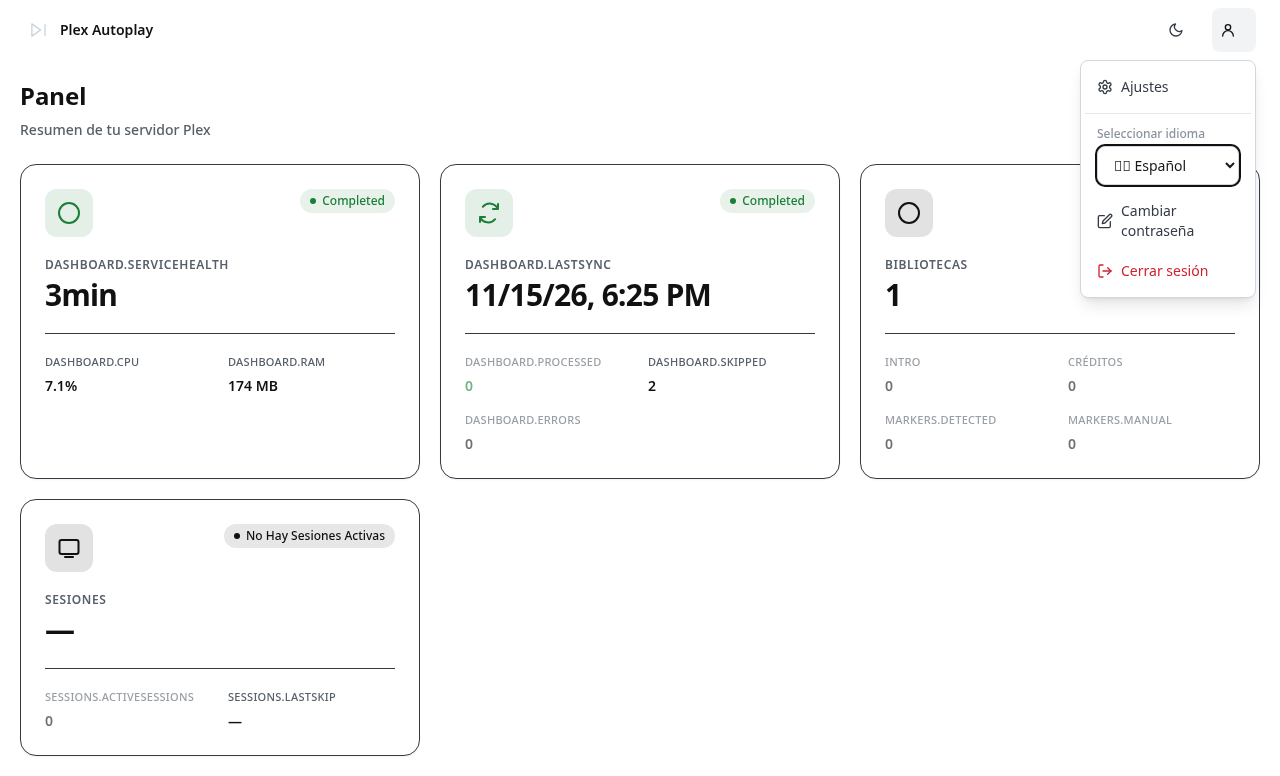 Plex Autoplay
Panel
Resumen de tu servidor Plex
Ajustes
Seleccionar idioma
Español
Cambiar
contraseña
Cerrar sesión
Completed
DASHBOARD.SERVICEHEALTH
3min
DASHBOARD.CPU
DASHBOARD.RAM
7.1%
174 MB
Completed
DASHBOARD.LASTSYNC
11/15/26, 6:25 PM
DASHBOARD.PROCESSED
DASHBOARD.SKIPPED
0
2
DASHBOARD.ERRORS
0
BIBLIOTECAS
1
INTRO
CRÉDITOS
0
0
MARKERS.DETECTED
MARKERS.MANUAL
0
0
No Hay Sesiones Activas
SESIONES
—
SESSIONS.ACTIVESESSIONS
SESSIONS.LASTSKIP
0
—